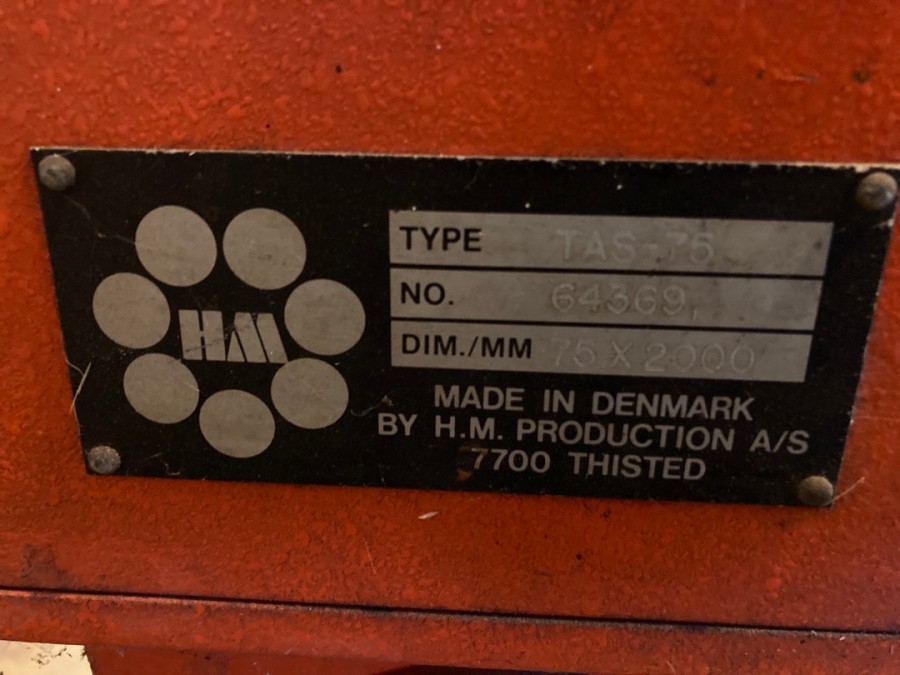 HM
TYPE TAS-75
NO. 64369,
DIM./MM 75 X 2000
MADE IN DENMARK
BY H.M. PRODUCTION A/S
7700 THISTED